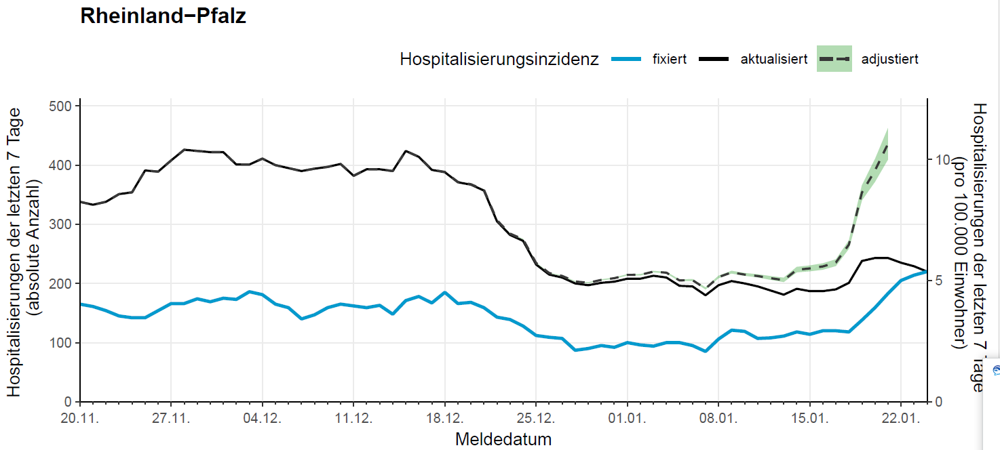 Rheinland−Pfalz
Hospitalisierungsinzidenz fixiert aktualisiert adjustiert
Hospitalisierungen der letzten 7 Tage
(absolute Anzahl)
500
400
300
200
100
0
10
5
0
Hospitalisierungen der letzten 7 Tage
(pro 100.000 Einwohner)
20.11. 27.11. 04.12. 11.12. 18.12. 25.12. 01.01. 08.01. 15.01. 22.01.
Meldedatum